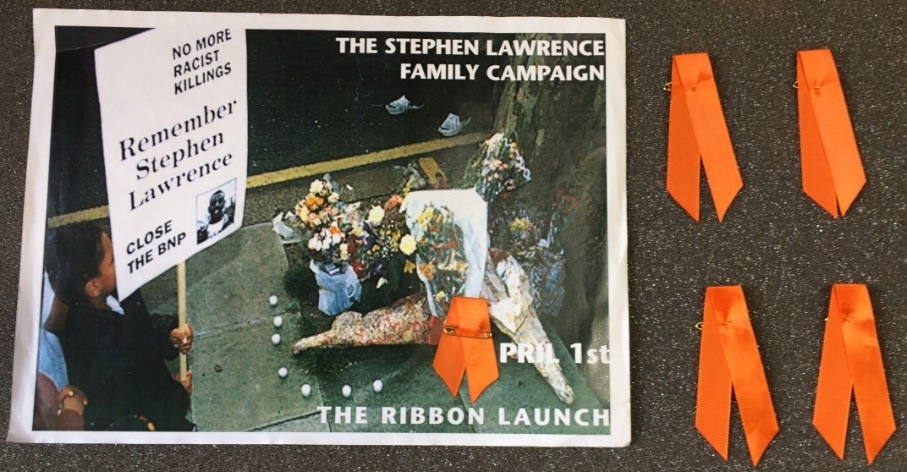 NO MORE
RACIST
KILLINGS
Remember
Stephen
Lawrence
CLOSE
THE BNP
THE STEPHEN LAWRENCE
FAMILY CAMPAIGN
PRIL 1st
THE RIBBON LAUNCH